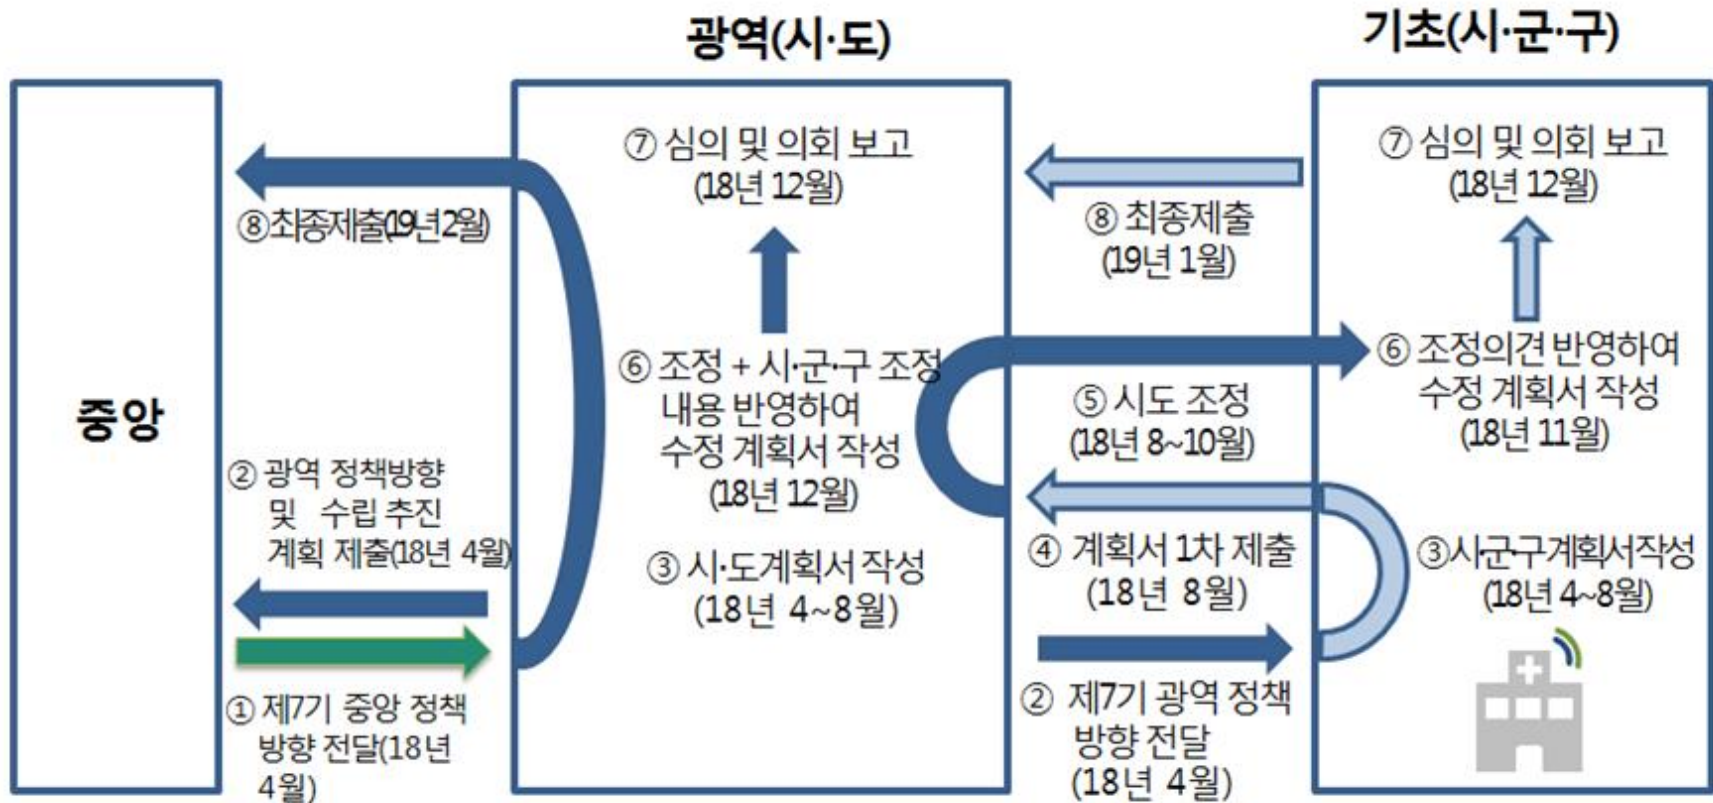 광역(시·도)
기초(시·군·구)
중앙
⑧최종제출(19년2월)
② 광역 정책방향
및 수립 추진
계획 제출(18년 4월)
① 제7기 중앙 정책
방향 전달(18년
4월)
⑦ 심의 및 의회 보고
(18년 12월)
⑥ 조정 + 시·군·구 조정
내용 반영하여
수정 계획서 작성
(18년 12월)
③ 시·도계획서 작성
(18년 4~8월)
⑧ 최종제출
(19년 1월)
⑤ 시도 조정
(18년 8~10월)
④ 계획서 1차 제출
(18년 8월)
② 제7기 광역 정책
방향 전달
(18년 4월)
⑦ 심의 및 의회 보고
(18년 12월)
⑥ 조정의견 반영하여
수정 계획서 작성
(18년 11월)
③시·군·구계획서작성
(18년 4~8월)